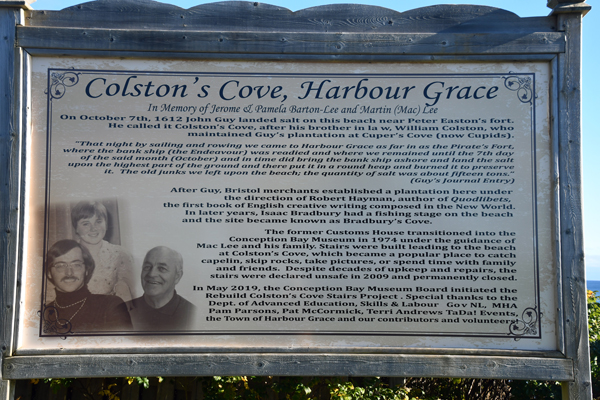 Colston's Cove, Harbour Grace
In Memory of Jerome & Pamela Barton-Lee and Martin (Mac) Lee
On October 7th, 1612 John Guy landed salt on this beach near Peter Easton's fort.
He called it Colston's Cove, after his brother in la w, William Colston, who
maintained Guy's plantation at Cuper's Cove (now Cupids).
"That night by sailing and rowing we came to Harbour Grace as far in as the Pirate's Fort,
where the bank ship (the Endeavour) was readied and where we remained until the 7th day
of the said month (October) and in time did bring the bank ship ashore and land the salt
upon the highest part of the ground and there put it in a round heap and burned it to preserve
it. The old junks we left upon the beach; the quantity of salt was about fifteen tons."
(Guy's Journal Entry)
After Guy, Bristol merchants established a plantation here under
the direction of Robert Hayman, author of Quodlibets,
the first book of English creative writing composed in the New World.
In later years, Isaac Bradbury had a fishing stage on the beach
and the site became known as Bradbury's Cove.
The former Customs House transitioned into the
Conception Bay Museum in 1974 under the guidance of
Mac Lee and his family. Stairs were built leading to the beach
at Colston's Cove, which became a popular place to catch
capelin, skip rocks, take pictures, or spend time with family
and friends. Despite decades of upkeep and repairs, the
stairs were declared unsafe in 2009 and permanently closed.
In May 2019, the Conception Bay Museum Board initiated the
Rebuild Colston's Cove Stairs Project . Special thanks to the
Dept. of Advanced Education, Skills & Labour Gov NL, MHA
Pam Parsons, Pat McCormick, Terri Andrews TaDa! Events,
the Town of Harbour Grace and our contributors and volunteers!